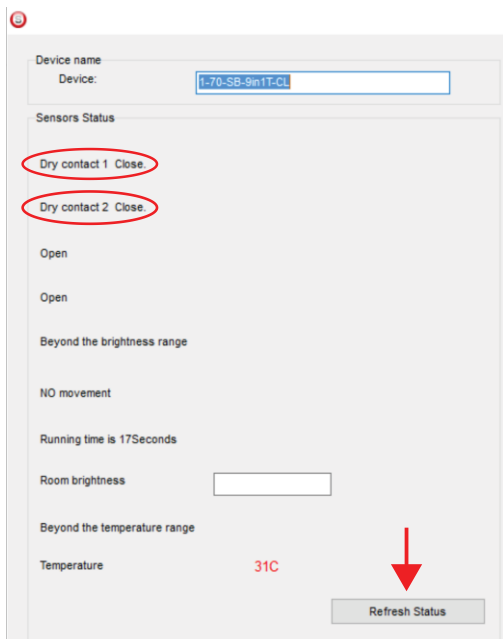 Device name
Device: 1-70-SB-9in1T-CL
Sensors Status
Dry contact 1 Close.
Dry contact 2 Close.
Open
Open
Beyond the brightness range
NO movement
Running time is 17Seconds
Room brightness
Beyond the temperature range
Temperature 31C
Refresh Status